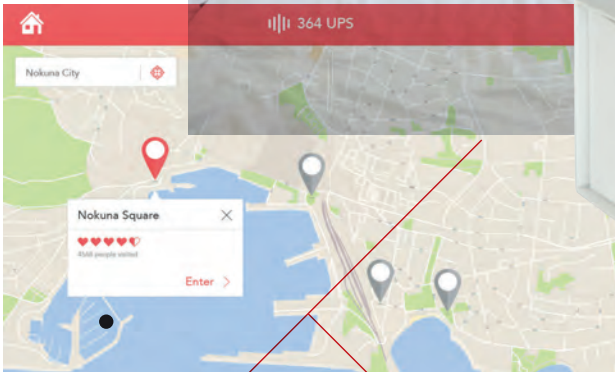 364 UPS
Nokuna City
Nokuna Square
4568 people visited
Enter